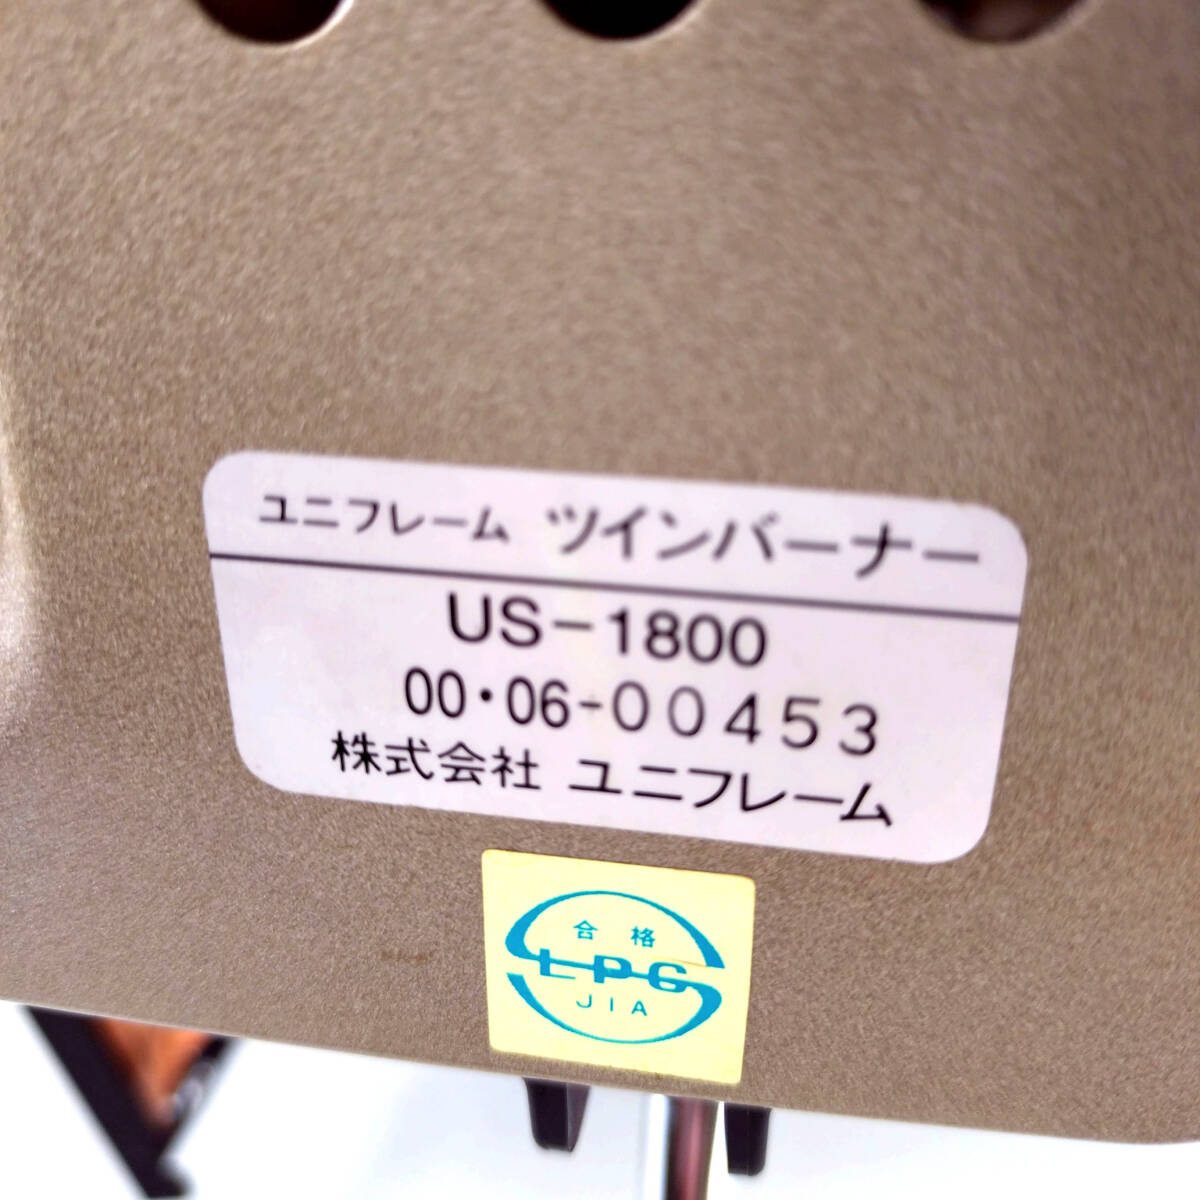 ユニフレーム ツインバーナー
US-1800
00・06-00453
株式会社 ユニフレーム
合格
LPG
JIA